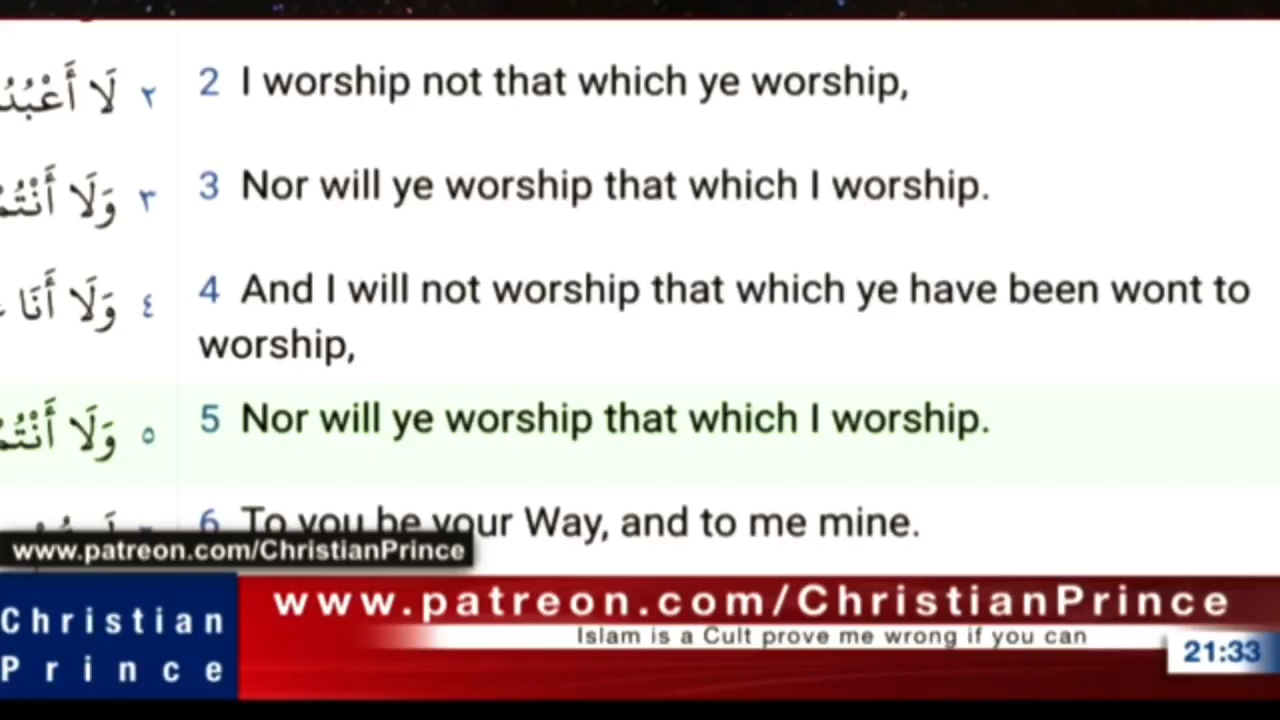 لَا ٢ 2 I worship not that which ye worship,
وَلَا ٣ 3 Nor will ye worship that which I worship.
وَلَا أَنَا ٤ 4 And I will not worship that which ye have been wont to
worship,
وَلَا ٥ 5 Nor will ye worship that which I worship.
6 To you be your Way, and to me mine.
www.patreon.com/ChristianPrince
Christian
Prince
www.patreon.com/ChristianPrince
Islam is a Cult prove me wrong if you can
21:33